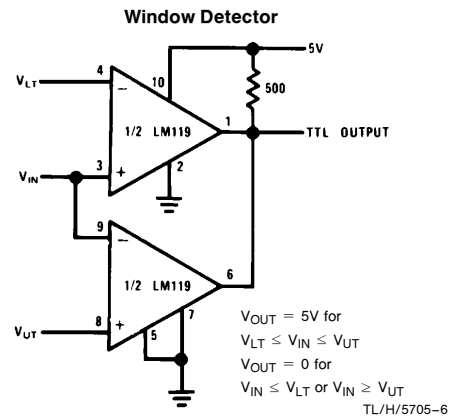 Window Detector
5V
V_LT
4
10
500
−
1
1/2 LM119
TTL OUTPUT
V_IN
3
+
2
9
−
1/2 LM119
6
V_UT
8
+
5
7
V_OUT = 5V for
V_LT ≤ V_IN ≤ V_UT
V_OUT = 0 for
V_IN ≤ V_LT or V_IN ≥ V_UT
TL/H/5705–6